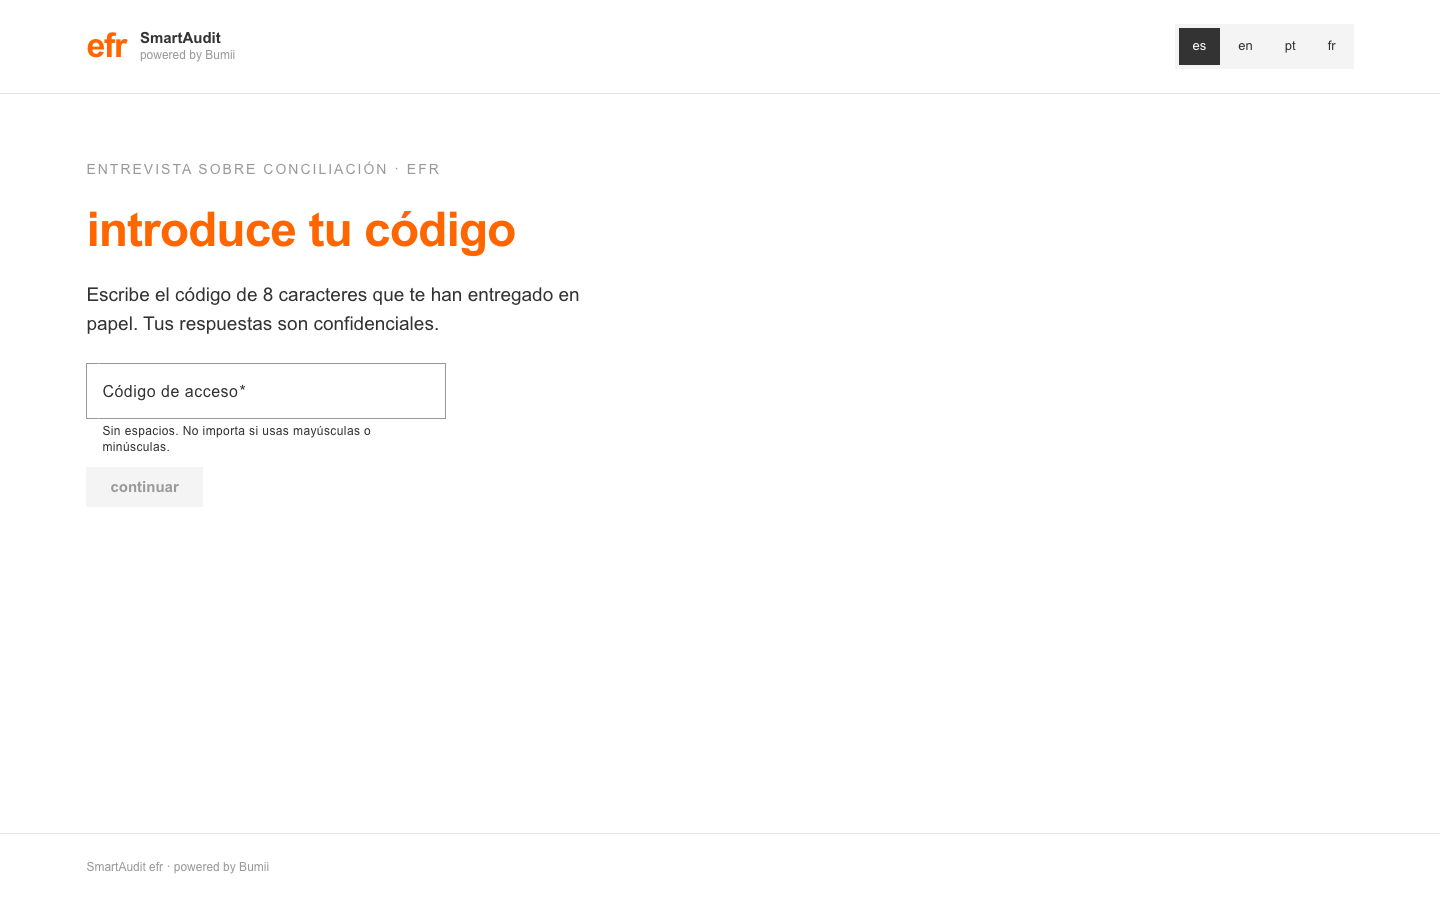 efr
SmartAudit
powered by Bumii
es en pt fr
ENTREVISTA SOBRE CONCILIACIÓN · EFR
introduce tu código
Escribe el código de 8 caracteres que te han entregado en
papel. Tus respuestas son confidenciales.
Código de acceso*
Sin espacios. No importa si usas mayúsculas o
minúsculas.
continuar
SmartAudit efr · powered by Bumii